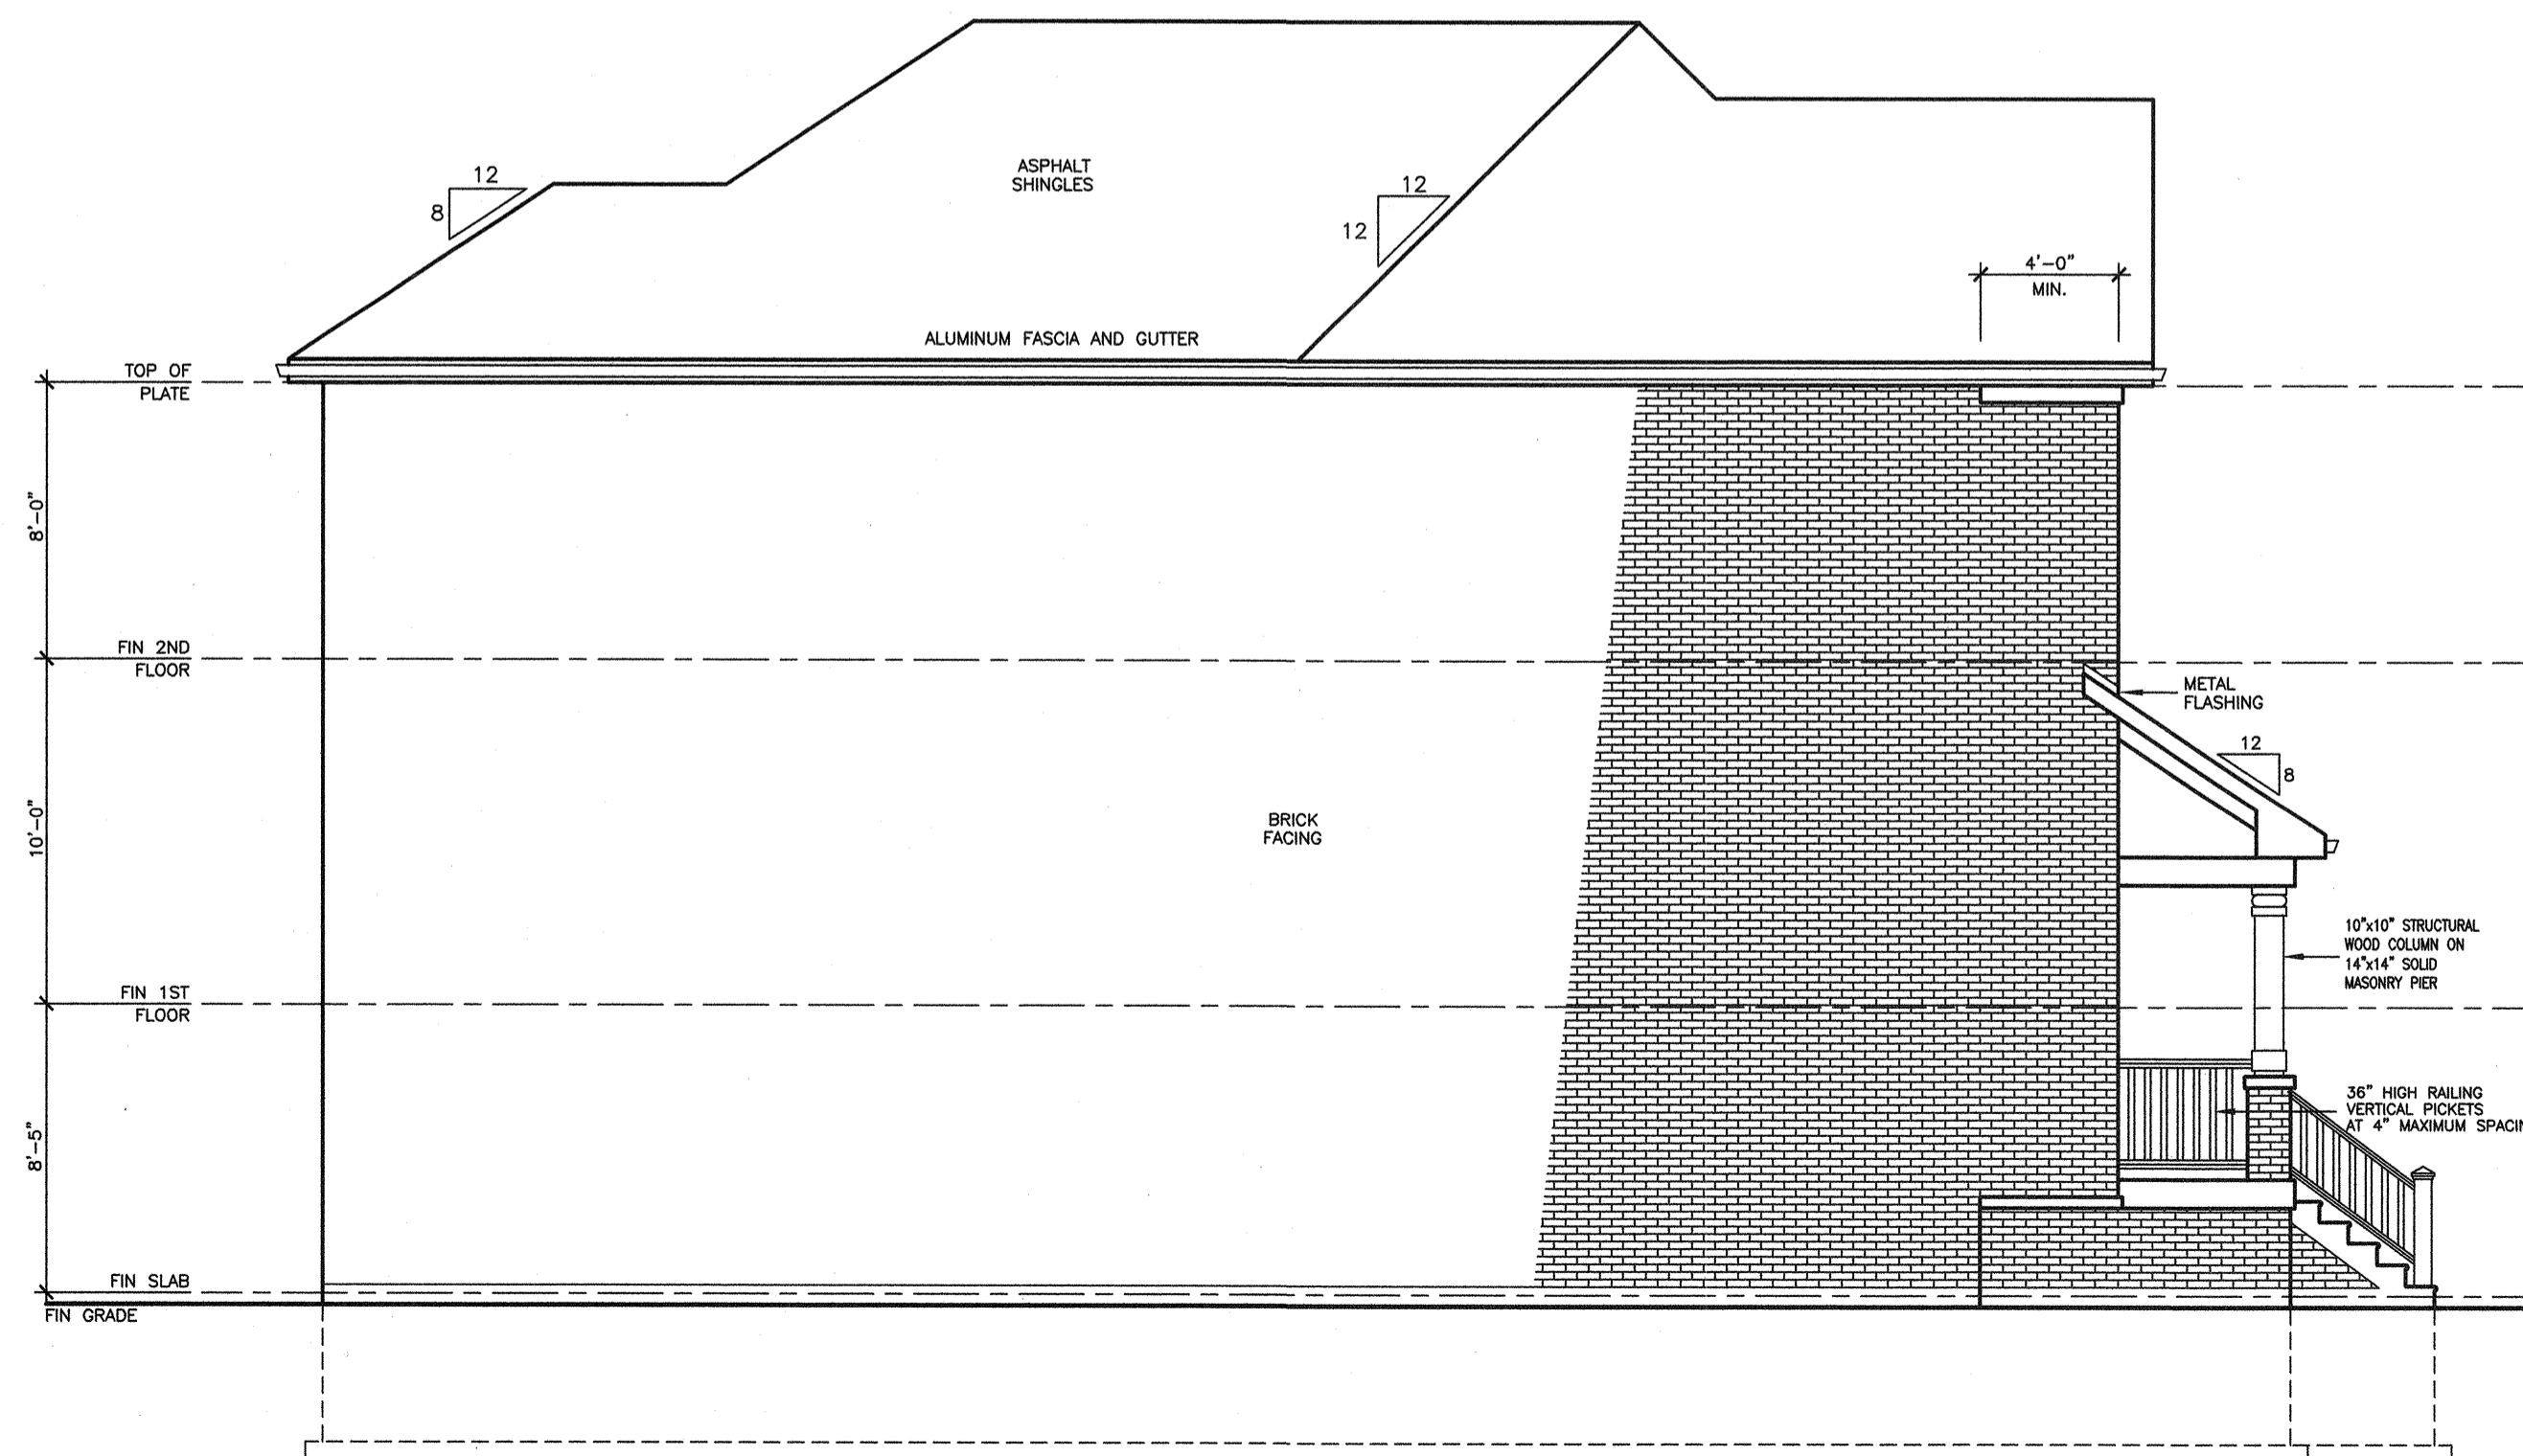 12
8
ASPHALT
SHINGLES
12
12
4'-0"
MIN.
ALUMINUM FASCIA AND GUTTER
TOP OF
PLATE
8'-0"
FIN 2ND
FLOOR
METAL
FLASHING
12
8
10'-0"
BRICK
FACING
10"x10" STRUCTURAL
WOOD COLUMN ON
14"x14" SOLID
MASONRY PIER
FIN 1ST
FLOOR
36" HIGH RAILING
VERTICAL PICKETS
AT 4" MAXIMUM SPACIN
8'-5"
FIN SLAB
FIN GRADE